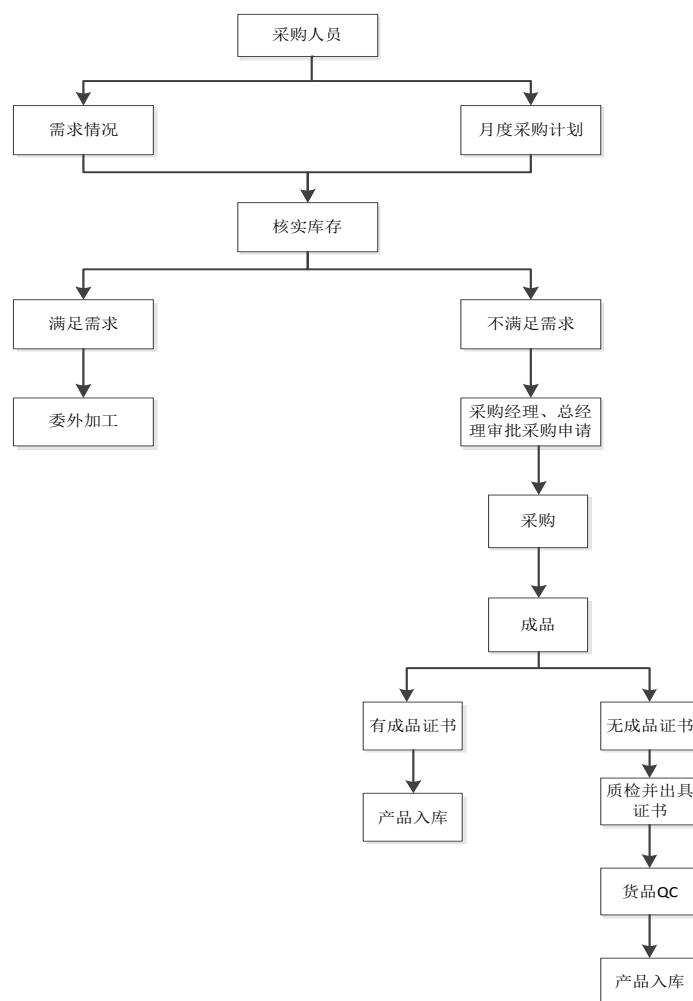 采购人员
需求情况
月度采购计划
核实库存
满足需求
不满足需求
委外加工
采购经理、总经
理审批采购申请
采购
成品
有成品证书
无成品证书
质检并出具
证书
产品入库
货品QC
产品入库